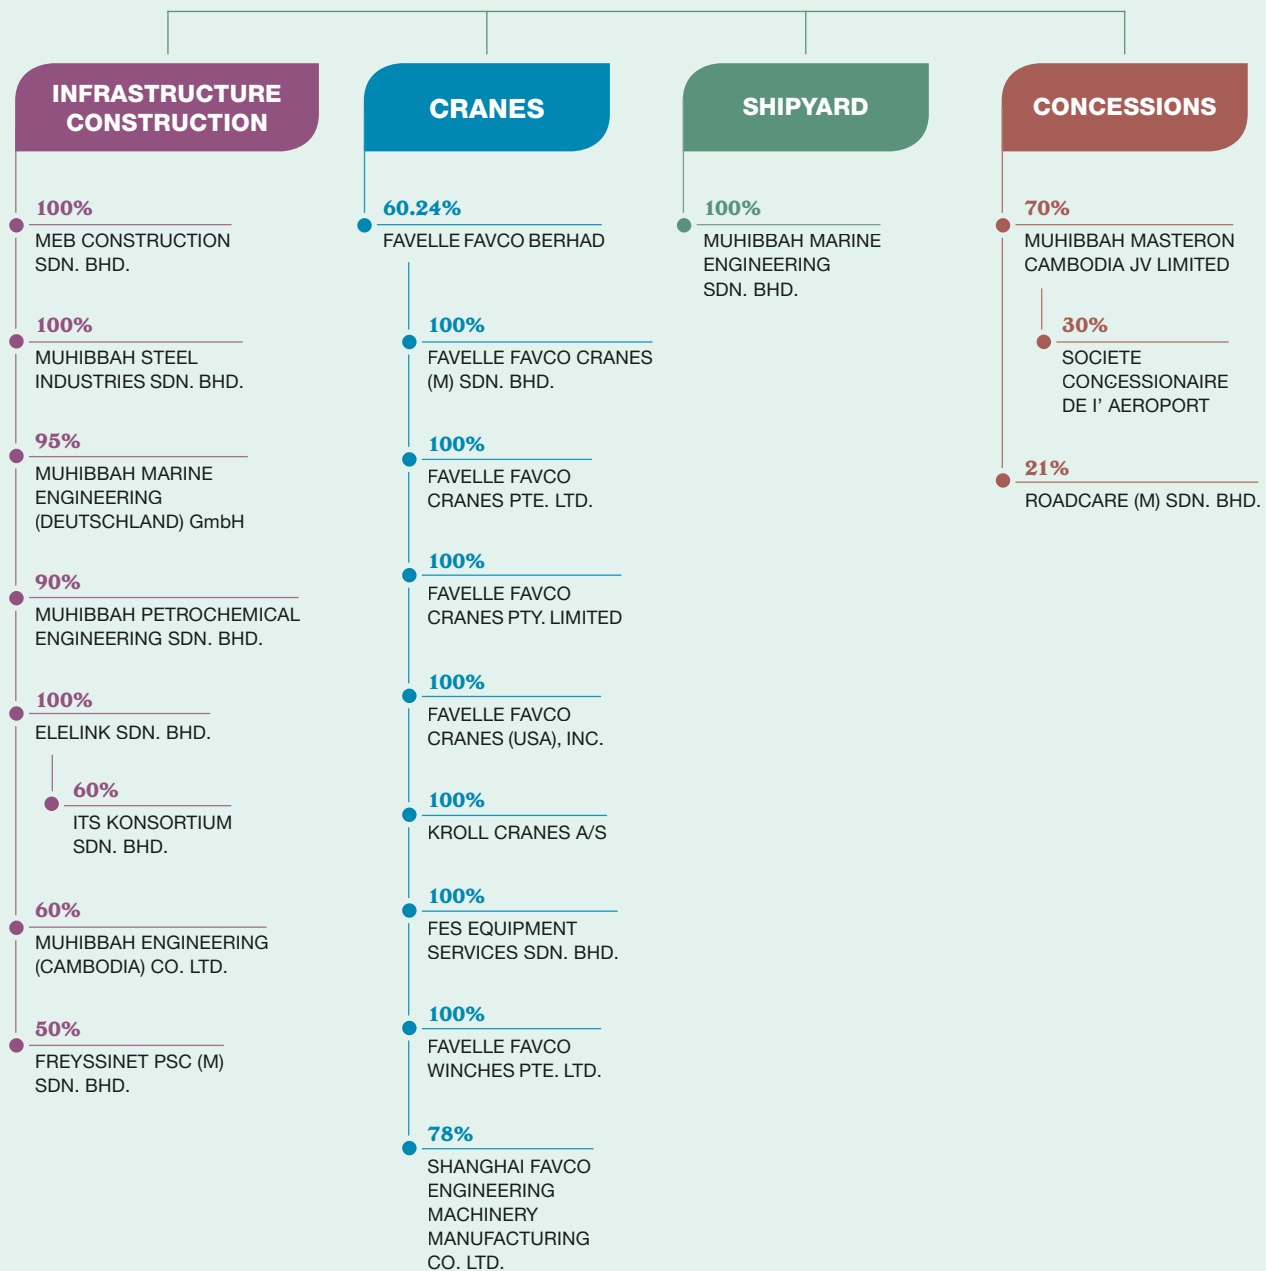 INFRASTRUCTURE
CONSTRUCTION
100%
MEB CONSTRUCTION
SDN. BHD.
100%
MUHIBBAH STEEL
INDUSTRIES SDN. BHD.
95%
MUHIBBAH MARINE
ENGINEERING
(DEUTSCHLAND) GmbH
90%
MUHIBBAH PETROCHEMICAL
ENGINEERING SDN. BHD.
100%
ELELINK SDN. BHD.
60%
ITS KONSORTIUM
SDN. BHD.
60%
MUHIBBAH ENGINEERING
(CAMBODIA) CO. LTD.
50%
FREYSSINET PSC (M)
SDN. BHD.
CRANES
60.24%
FAVELLE FAVCO BERHAD
100%
FAVELLE FAVCO CRANES
(M) SDN. BHD.
100%
FAVELLE FAVCO
CRANES PTE. LTD.
100%
FAVELLE FAVCO
CRANES PTY. LIMITED
100%
FAVELLE FAVCO
CRANES (USA), INC.
100%
KROLL CRANES A/S
100%
FES EQUIPMENT
SERVICES SDN. BHD.
100%
FAVELLE FAVCO
WINCHES PTE. LTD.
78%
SHANGHAI FAVCO
ENGINEERING
MACHINERY
MANUFACTURING
CO. LTD.
SHIPYARD
100%
MUHIBBAH MARINE
ENGINEERING
SDN. BHD.
CONCESSIONS
70%
MUHIBBAH MASTERON
CAMBODIA JV LIMITED
30%
SOCIETE
CONCESSIONAIRE
DE I' AEROPORT
21%
ROADCARE (M) SDN. BHD.